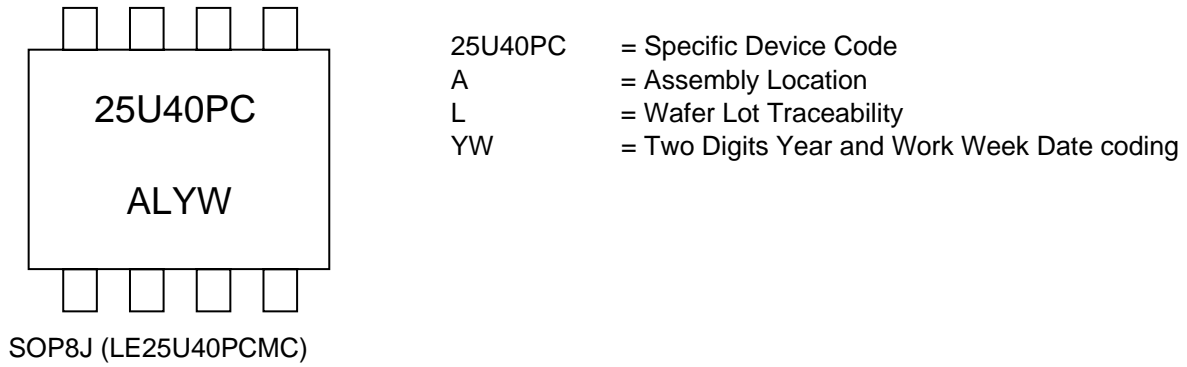 25U40PC
ALYW
SOP8J (LE25U40PCMC)
25U40PC = Specific Device Code
A = Assembly Location
L = Wafer Lot Traceability
YW = Two Digits Year and Work Week Date coding